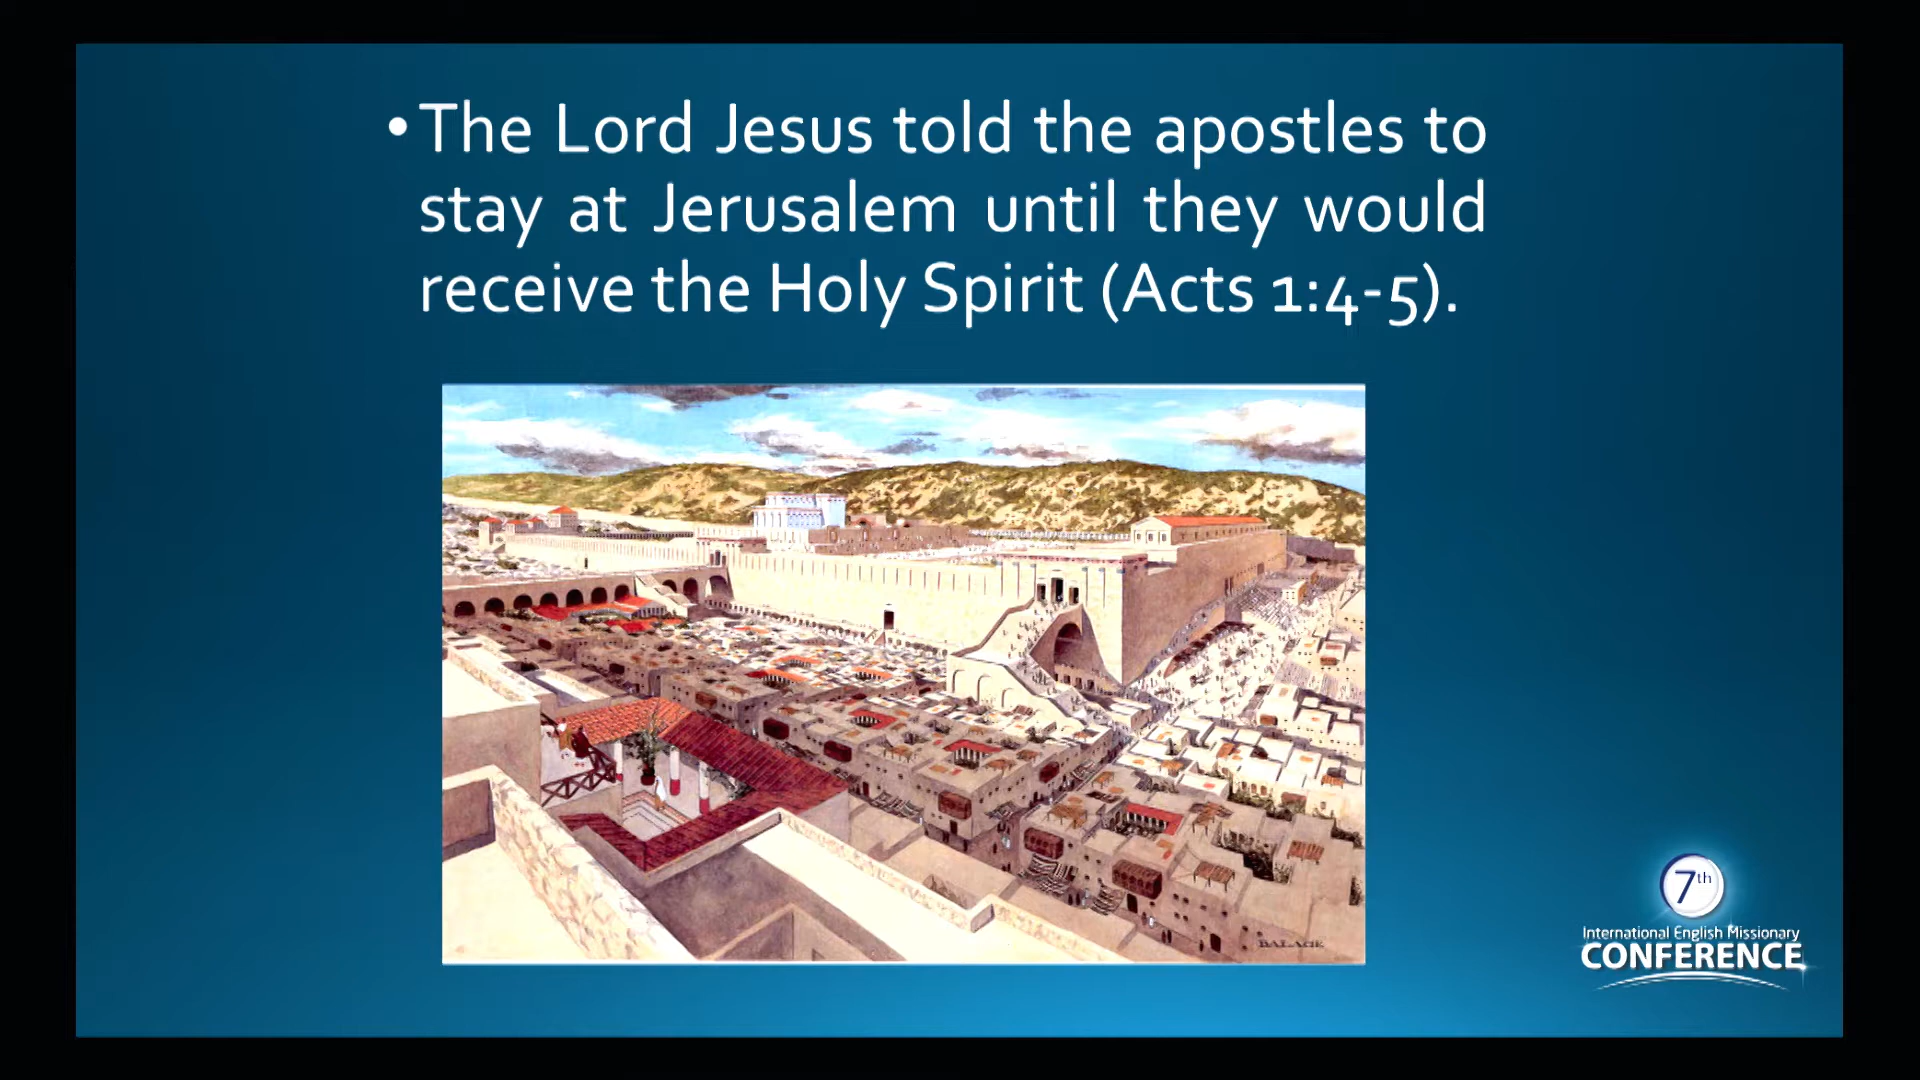 •The Lord Jesus told the apostles to
stay at Jerusalem until they would
receive the Holy Spirit (Acts 1:4-5).
BALAGE
7th
International English Missionary
CONFERENCE